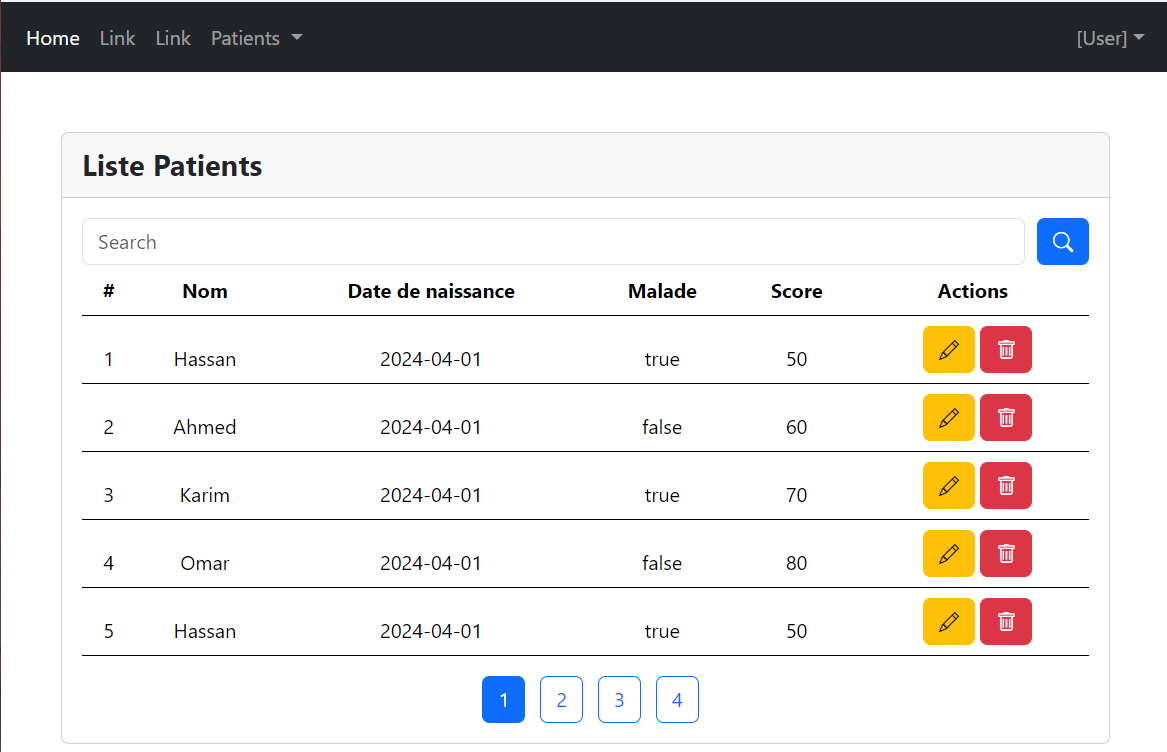 Home Link Link Patients [User]
Liste Patients
Search
# Nom Date de naissance Malade Score Actions
1 Hassan 2024-04-01 true 50
2 Ahmed 2024-04-01 false 60
3 Karim 2024-04-01 true 70
4 Omar 2024-04-01 false 80
5 Hassan 2024-04-01 true 50
1 2 3 4